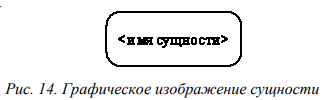 <имя сущности>
Рис. 14. Графическое изображение сущности